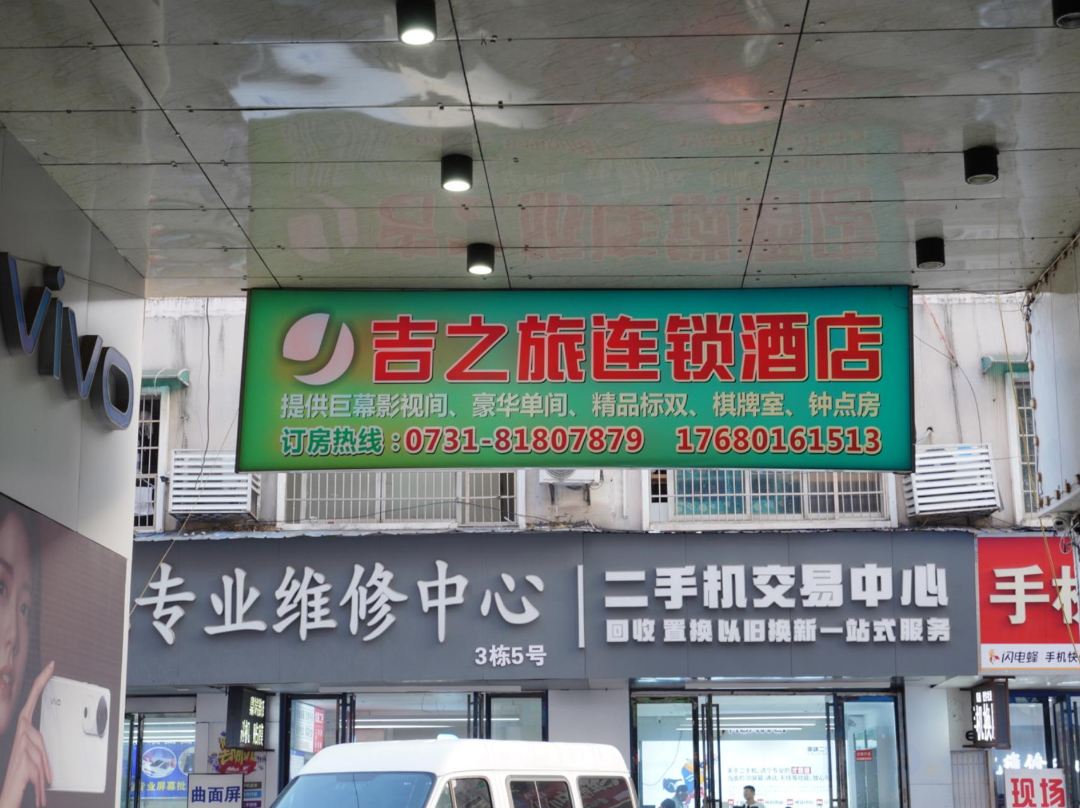 吉之旅连锁酒店
提供巨幕影视间、豪华单间、精品标双、棋牌室、钟点房
订房热线:0731-81807879 17680161513
vivo
专业维修中心
3栋5号
二手机交易中心
回收置换以旧换新一站式服务
手机
闪电蜂 手机快
vivo
曲面屏
现场